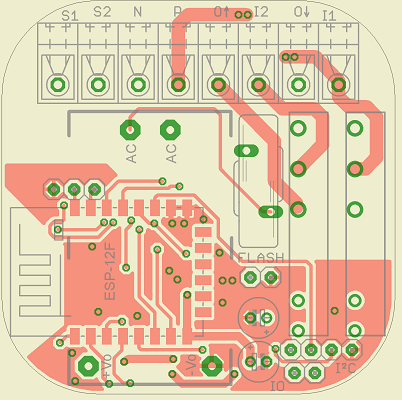 S1 S2 N P O↑ I2 O↓ I1
AC AC
ESP-12F
FLASH
+Vo -Vo
IO I²C